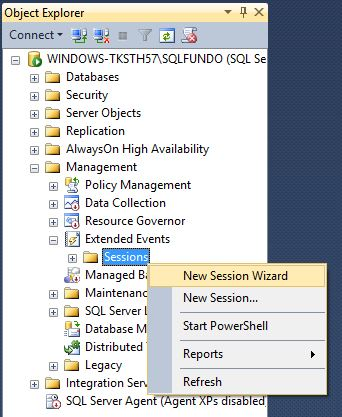 Object Explorer
Connect
WINDOWS-TKSTH57\SQLFUNDO (SQL Se
Databases
Security
Server Objects
Replication
AlwaysOn High Availability
Management
Policy Management
Data Collection
Resource Governor
Extended Events
Sessions
New Session Wizard
Managed Ba
New Session...
Maintenanc
SQL Server L
Start PowerShell
Database M
Distributed T
Reports
Legacy
Integration Serv
Refresh
SQL Server Agent (Agent XPs disabled